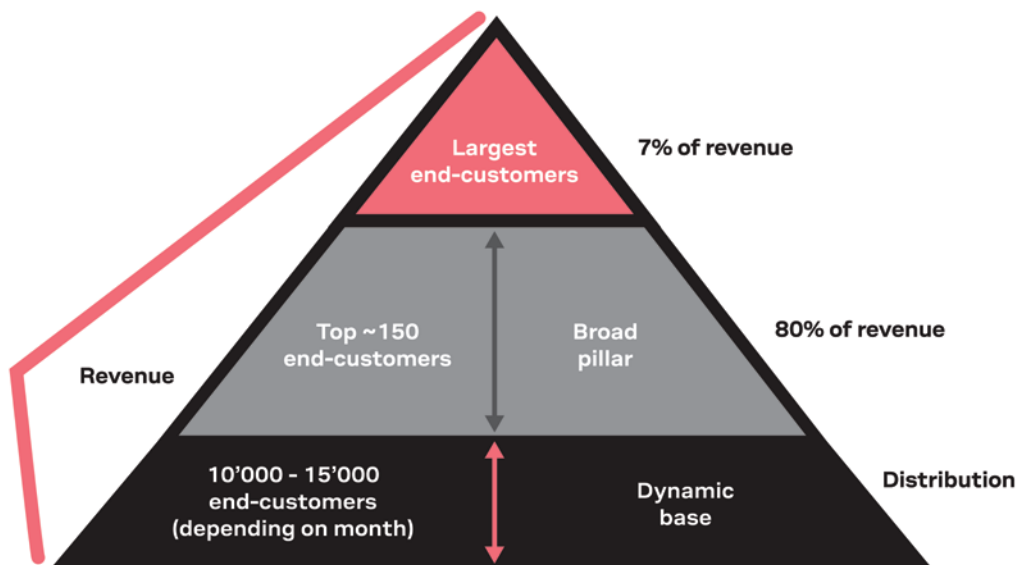 Largest
end-customers
7% of revenue
Top ~150
end-customers
Broad
pillar
80% of revenue
Revenue
10’000 - 15’000
end-customers
(depending on month)
Dynamic
base
Distribution